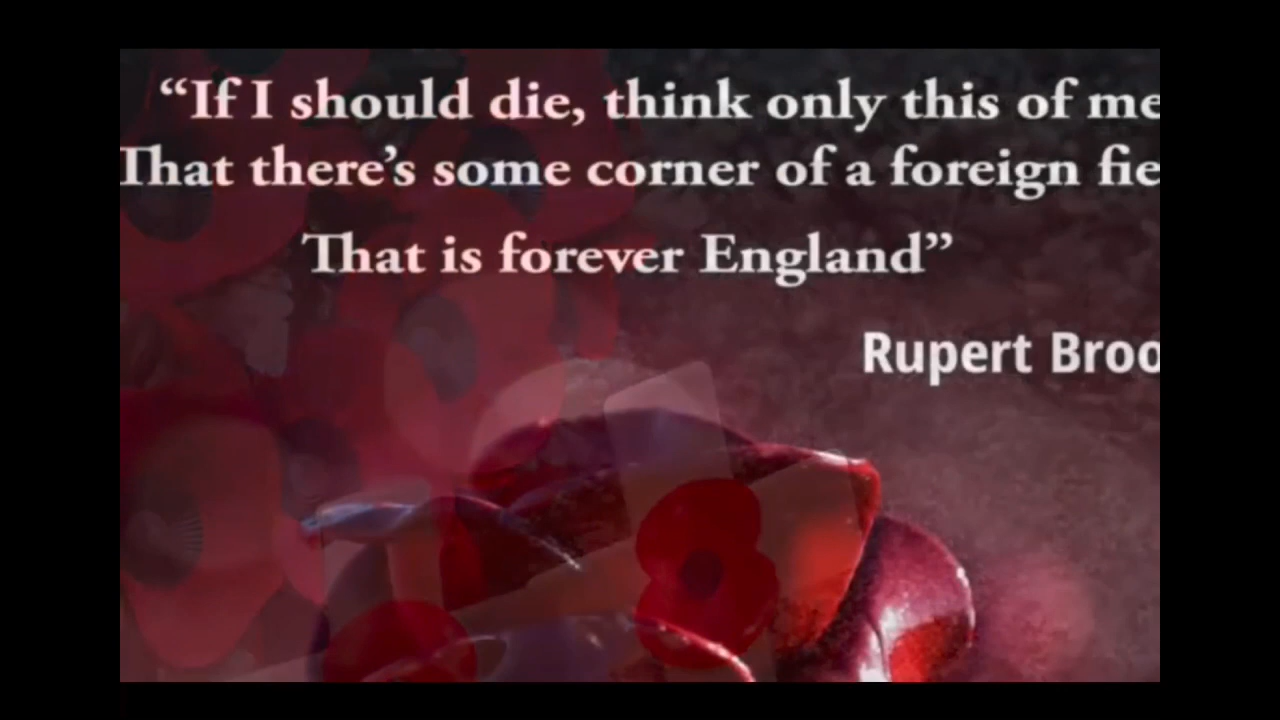 “If I should die, think only this of me
That there’s some corner of a foreign fie
That is forever England”
Rupert Broo